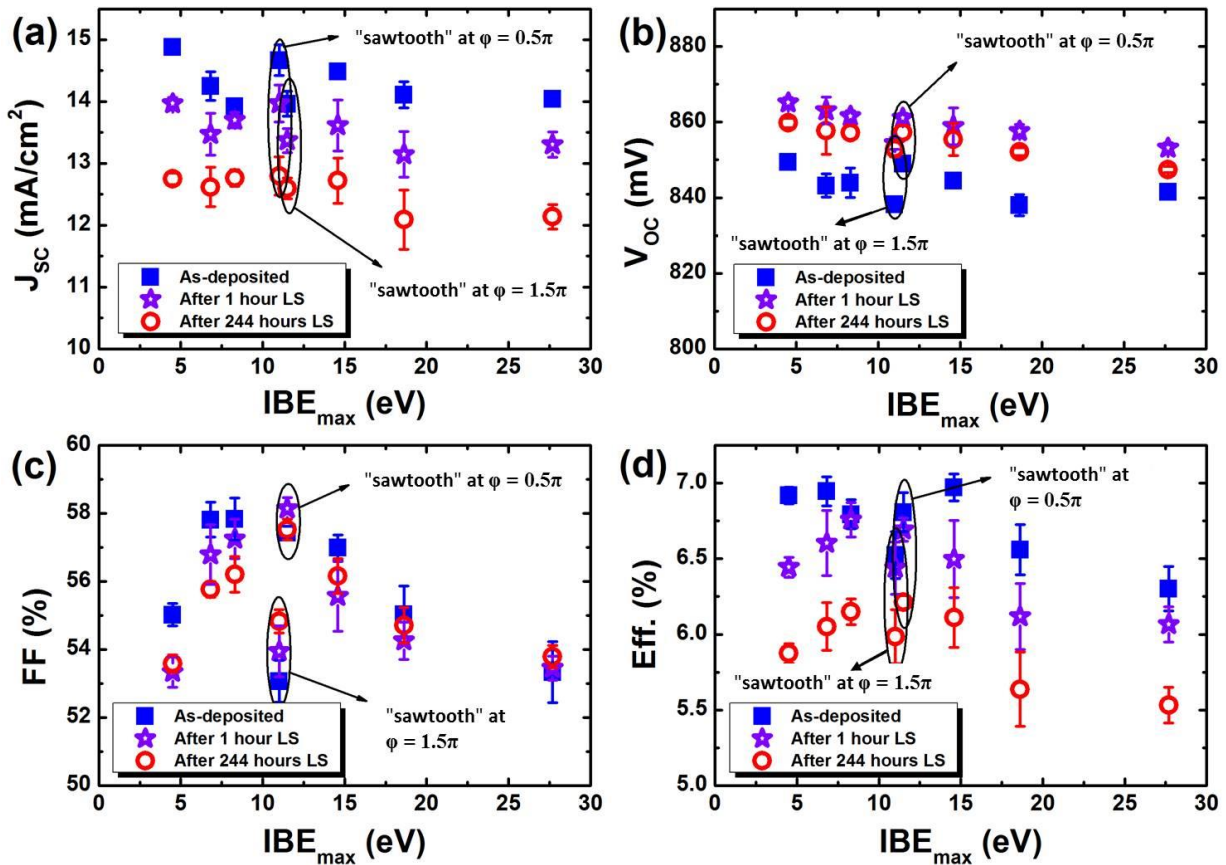 (a)
15
14
13
12
11
10
J_SC (mA/cm²)
"sawtooth" at φ = 0.5π
"sawtooth" at φ = 1.5π
As-deposited
After 1 hour LS
After 244 hours LS
0 5 10 15 20 25 30
IBE_max (eV)
(b)
880
860
840
820
800
V_OC (mV)
"sawtooth" at φ = 0.5π
"sawtooth" at φ = 1.5π
As-deposited
After 1 hour LS
After 244 hours LS
0 5 10 15 20 25 30
IBE_max (eV)
(c)
60
58
56
54
52
50
FF (%)
"sawtooth" at φ = 0.5π
"sawtooth" at
φ = 1.5π
As-deposited
After 1 hour LS
After 244 hours LS
0 5 10 15 20 25 30
IBE_max (eV)
(d)
7.0
6.5
6.0
5.5
5.0
Eff. (%)
"sawtooth" at
φ = 0.5π
"sawtooth" at φ = 1.5π
As-deposited
After 1 hour LS
After 244 hours LS
0 5 10 15 20 25 30
IBE_max (eV)